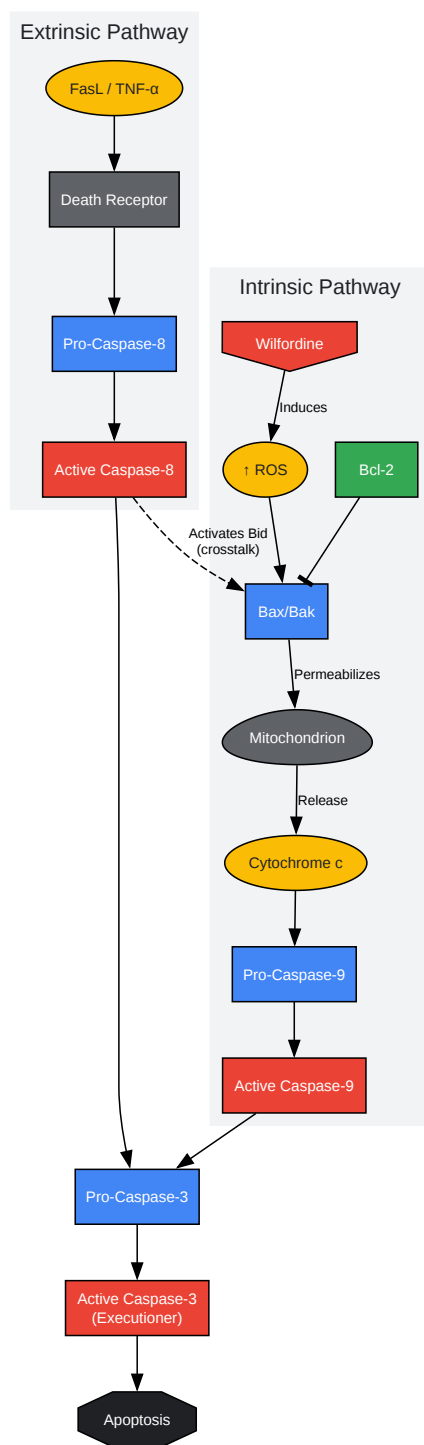 Extrinsic Pathway
FasL / TNF-α
Death Receptor
Pro-Caspase-8
Active Caspase-8
Intrinsic Pathway
Wilfordine
Induces
↑ ROS
Bcl-2
Activates Bid
(crosstalk)
Bax/Bak
Permeabilizes
Mitochondrion
Release
Cytochrome c
Pro-Caspase-9
Active Caspase-9
Pro-Caspase-3
Active Caspase-3
(Executioner)
Apoptosis